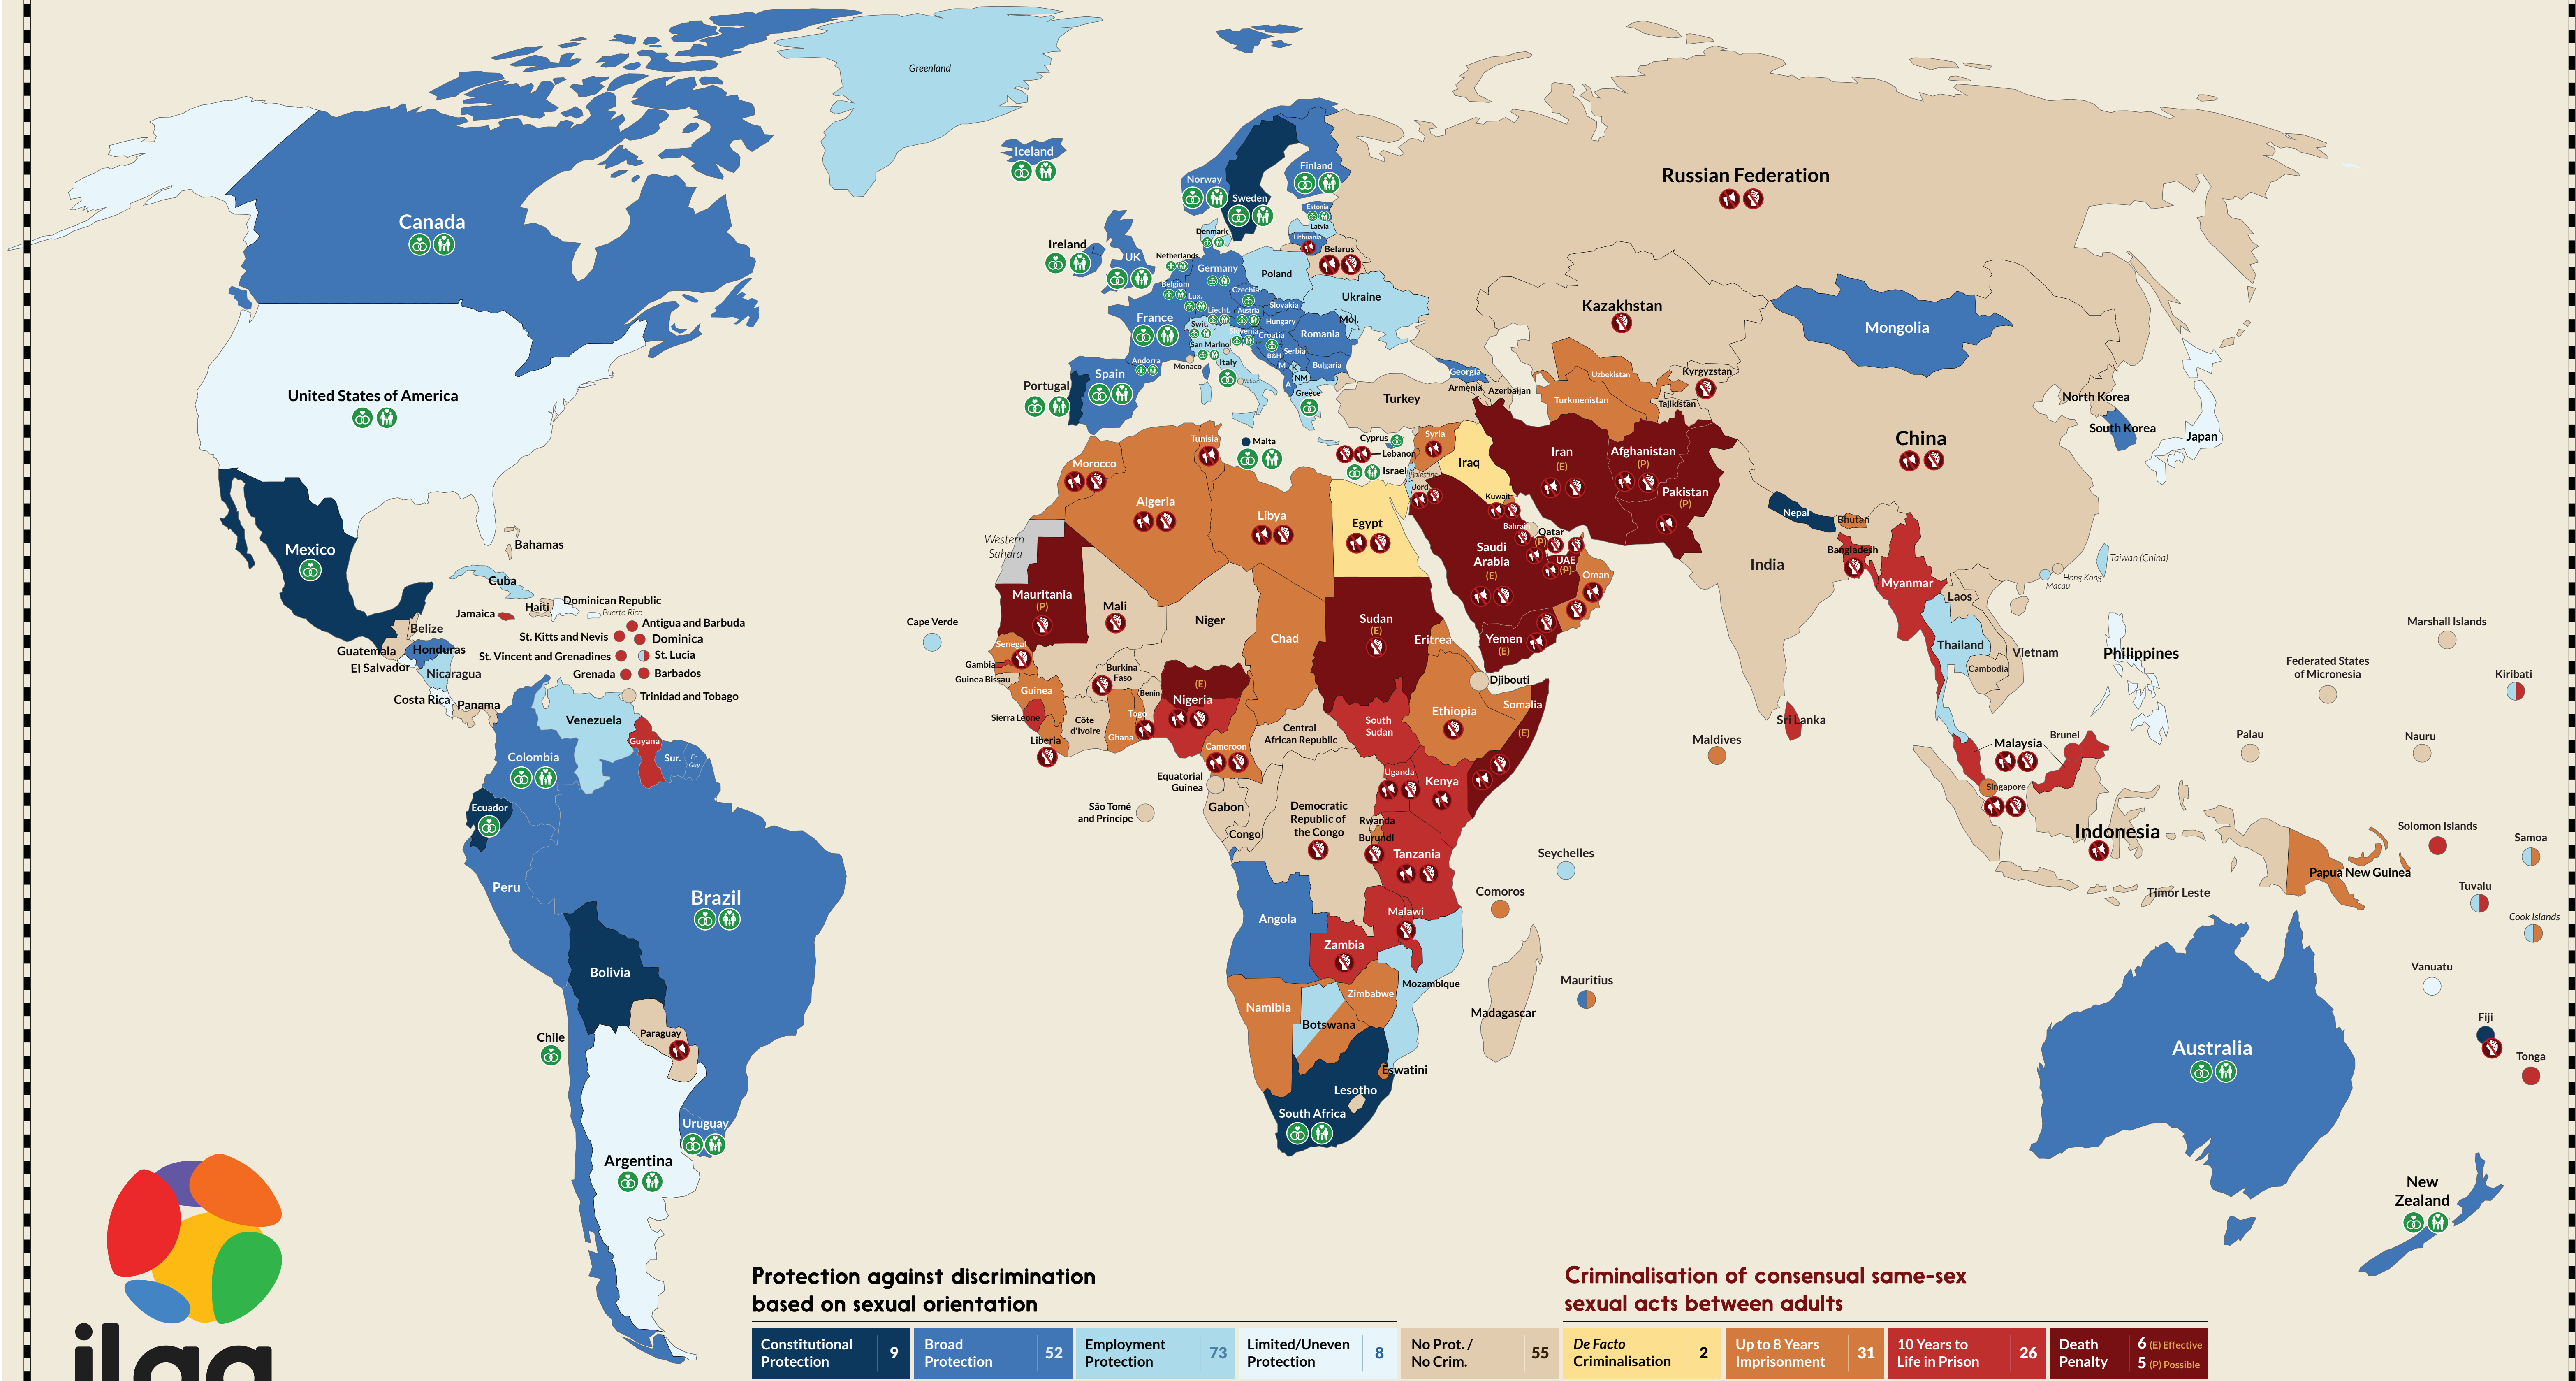 Greenland
Iceland
Norway
Finland
Sweden
Estonia
Latvia
Denmark
Lithuania
Russian Federation
Canada
Ireland
UK
Netherlands
Belarus
Germany
Poland
Belgium
Lux.
Czechia
Ukraine
Slovakia
Kazakhstan
France
Liecht.
Austria
Swit.
Hungary
Mol.
Mongolia
Slovenia
Croatia
Romania
San Marino
B&H
Serbia
Andorra
Monaco
Italy
M
K
Bulgaria
Georgia
Uzbekistan
Kyrgyzstan
Spain
NM
A
Portugal
Greece
Armenia
Azerbaijan
Turkmenistan
Tajikistan
Turkey
North Korea
South Korea
Japan
China
United States of America
Tunisia
Malta
Cyprus
Lebanon
Israel
Palestine
Syria
Iraq
Iran
(E)
Afghanistan
(P)
Pakistan
(P)
Morocco
Jord.
Kuwait
Algeria
Libya
Egypt
Bahrain
Qatar
(P)
Nepal
Bhutan
Mexico
Bahamas
Western
Sahara
Saudi
Arabia
(E)
UAE
(P)
Oman
India
Bangladesh
Taiwan (China)
Hong Kong
Macau
Cuba
Haiti
Dominican Republic
Puerto Rico
Jamaica
Myanmar
Laos
Mauritania
(P)
Mali
Niger
Chad
Sudan
(E)
Eritrea
Yemen
(E)
Belize
Antigua and Barbuda
St. Kitts and Nevis
Dominica
Cape Verde
Marshall Islands
Guatemala
Honduras
St. Vincent and Grenadines
St. Lucia
Senegal
Thailand
Vietnam
Philippines
El Salvador
Nicaragua
Grenada
Barbados
Gambia
Guinea Bissau
Burkina
Faso
Djibouti
Cambodia
Federated States
of Micronesia
Kiribati
Costa Rica
Panama
Trinidad and Tobago
Guinea
Benin
(E)
Nigeria
Venezuela
Sierra Leone
Côte
d'Ivoire
Togo
Ghana
Central
African Republic
South
Sudan
Ethiopia
Somalia
(E)
Sri Lanka
Guyana
Liberia
Cameroon
Maldives
Malaysia
Brunei
Palau
Nauru
Colombia
Sur.
Fr.
Guy.
Equatorial
Guinea
Uganda
Kenya
Singapore
Ecuador
São Tomé
and Príncipe
Gabon
Congo
Democratic
Republic of
the Congo
Rwanda
Burundi
Tanzania
Indonesia
Solomon Islands
Samoa
Peru
Brazil
Seychelles
Comoros
Timor Leste
Papua New Guinea
Tuvalu
Cook Islands
Angola
Malawi
Zambia
Bolivia
Mozambique
Mauritius
Vanuatu
Namibia
Zimbabwe
Botswana
Madagascar
Fiji
Paraguay
Chile
Australia
Tonga
Eswatini
Lesotho
South Africa
Uruguay
Argentina
New
Zealand
ilga
Protection against discrimination
based on sexual orientation
Constitutional
Protection 9
Broad
Protection 52
Employment
Protection 73
Limited/Uneven
Protection 8
No Prot. /
No Crim. 55
Criminalisation of consensual same-sex
sexual acts between adults
De Facto
Criminalisation 2
Up to 8 Years
Imprisonment 31
10 Years to
Life in Prison 26
Death
Penalty
6 (E) Effective
5 (P) Possible